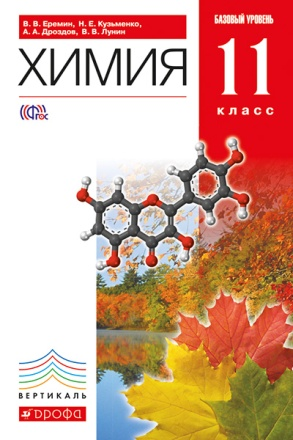 В. В. Еремин, Н. Е. Кузьменко,
А. А. Дроздов, В. В. Лунин
ХИМИЯ
БАЗОВЫЙ УРОВЕНЬ
11
класс
ФГОС
ВЕРТИКАЛЬ
дрофа